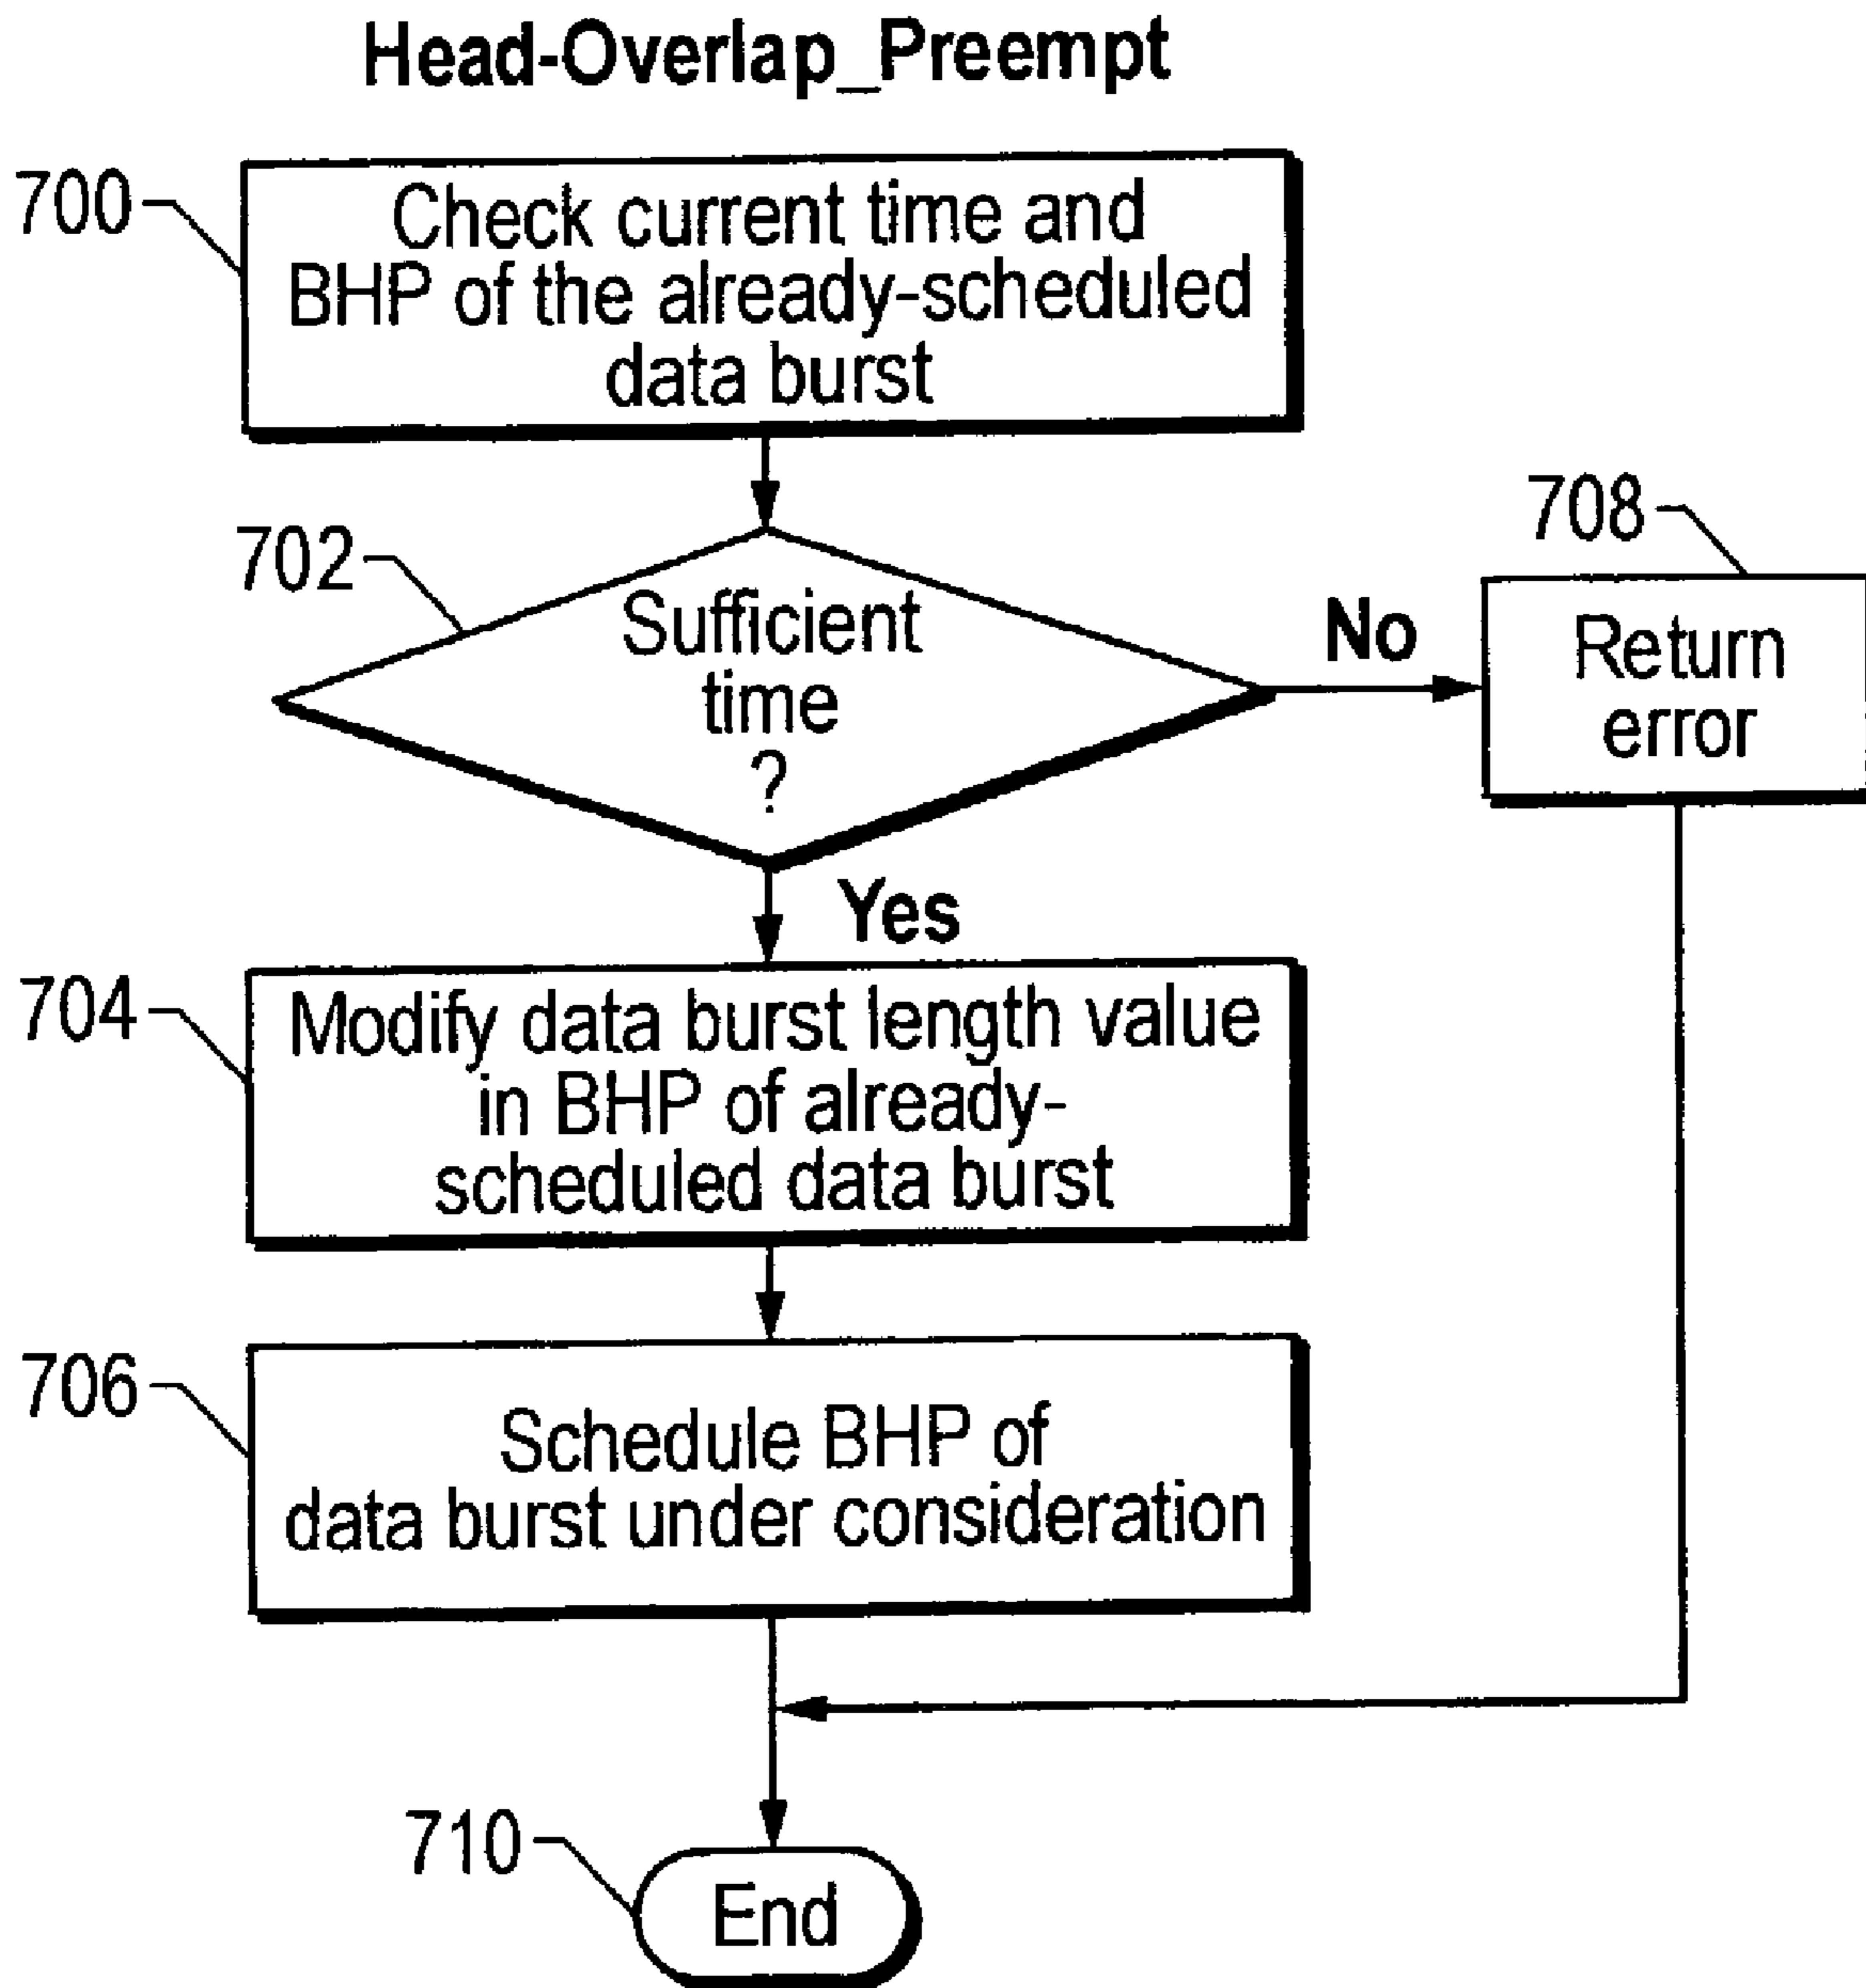 Head-Overlap_Preempt
700
Check current time and
BHP of the already-scheduled
data burst
702
Sufficient
time
?
No
708
Return
error
Yes
704
Modify data burst length value
in BHP of already-
scheduled data burst
706
Schedule BHP of
data burst under consideration
710
End